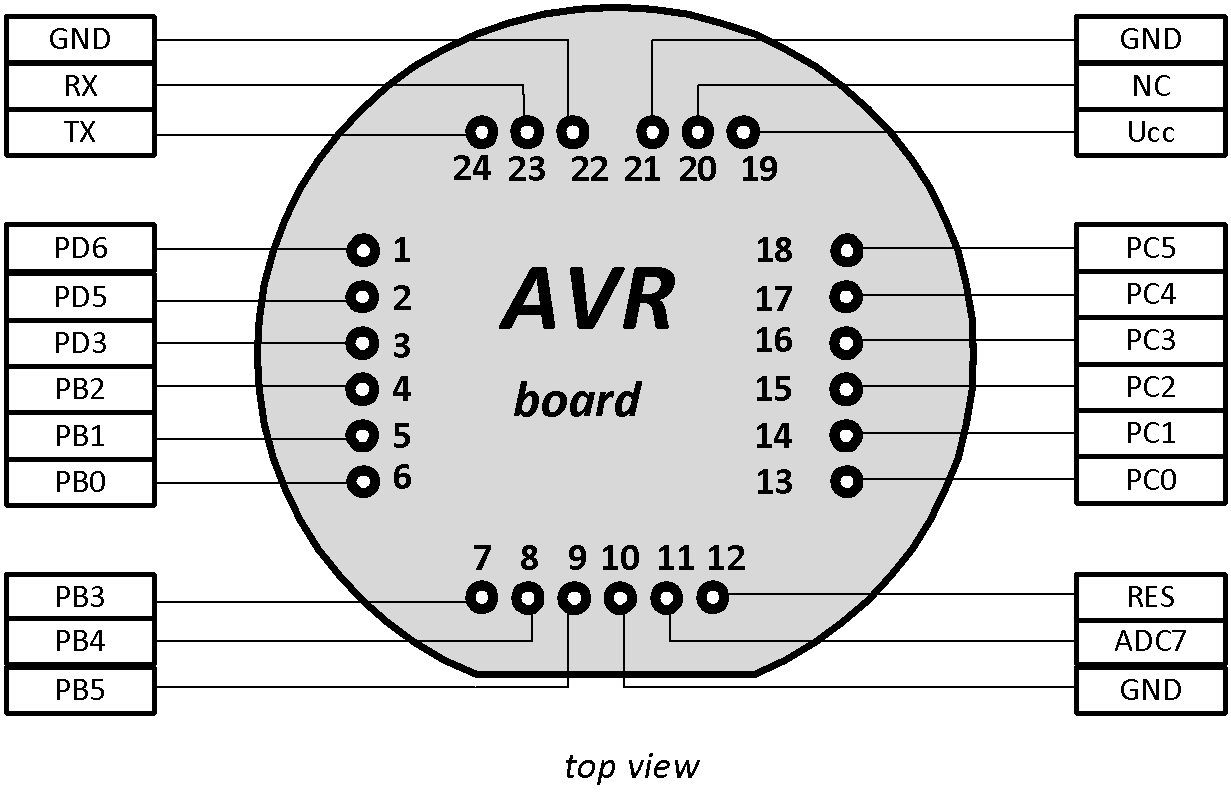 GND
RX
TX
GND
NC
Ucc
24 23 22 21 20 19
PD6
PD5
PD3
PB2
PB1
PB0
1
2
3
4
5
6
AVR
board
18
17
16
15
14
13
PC5
PC4
PC3
PC2
PC1
PC0
7 8 9 10 11 12
PB3
PB4
PB5
RES
ADC7
GND
top view